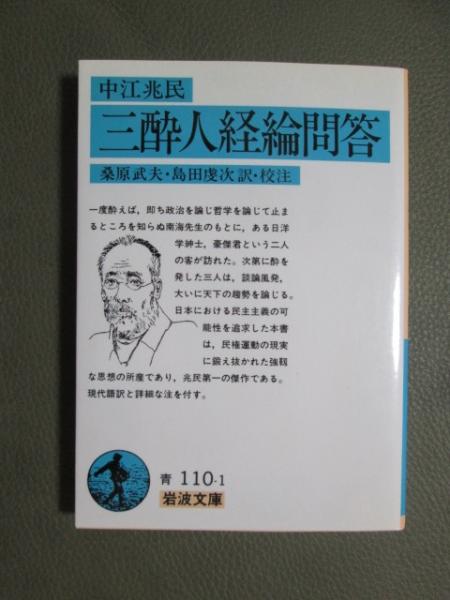 中江兆民
三酔人経綸問答
桑原武夫・島田虔次 訳・校注
一度酔えば，即ち政治を論じ哲学を論じて止ま
るところを知らぬ南海先生のもとに，ある日洋
学紳士，豪傑君という二人
の客が訪れた。次第に酔を
発した三人は，談論風発，
大いに天下の趨勢を論じる。
日本における民主主義の可
能性を追求した本書
は，民権運動の現実
に鍛え抜かれた強靱
な思想の所産であり，兆民第一の傑作である。
現代語訳と詳細な注を付す。
青 110-1
岩波文庫